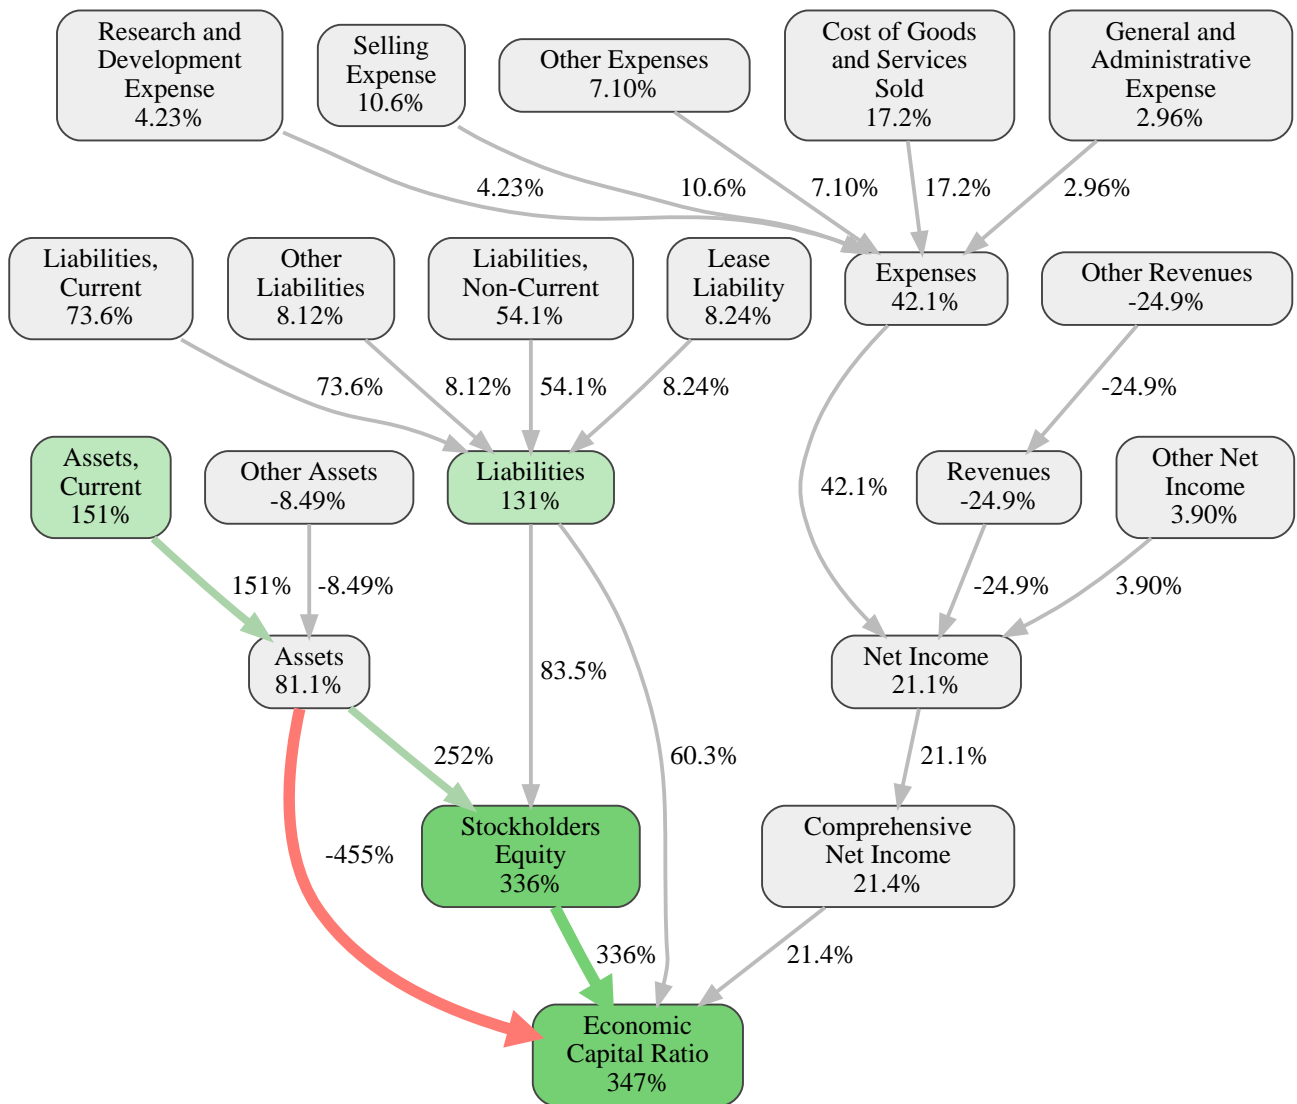 Research and
Development
Expense
4.23%
Selling
Expense
10.6%
Other Expenses
7.10%
Cost of Goods
and Services
Sold
17.2%
General and
Administrative
Expense
2.96%
4.23%
10.6%
7.10%
17.2%
2.96%
Liabilities,
Current
73.6%
Other
Liabilities
8.12%
Liabilities,
Non-Current
54.1%
Lease
Liability
8.24%
Expenses
42.1%
Other Revenues
-24.9%
73.6%
8.12%
54.1%
8.24%
-24.9%
Assets,
Current
151%
Other Assets
-8.49%
Liabilities
131%
42.1%
Revenues
-24.9%
Other Net
Income
3.90%
151%
-8.49%
-24.9%
3.90%
Assets
81.1%
83.5%
Net Income
21.1%
252%
60.3%
21.1%
-455%
Stockholders
Equity
336%
Comprehensive
Net Income
21.4%
336%
21.4%
Economic
Capital Ratio
347%